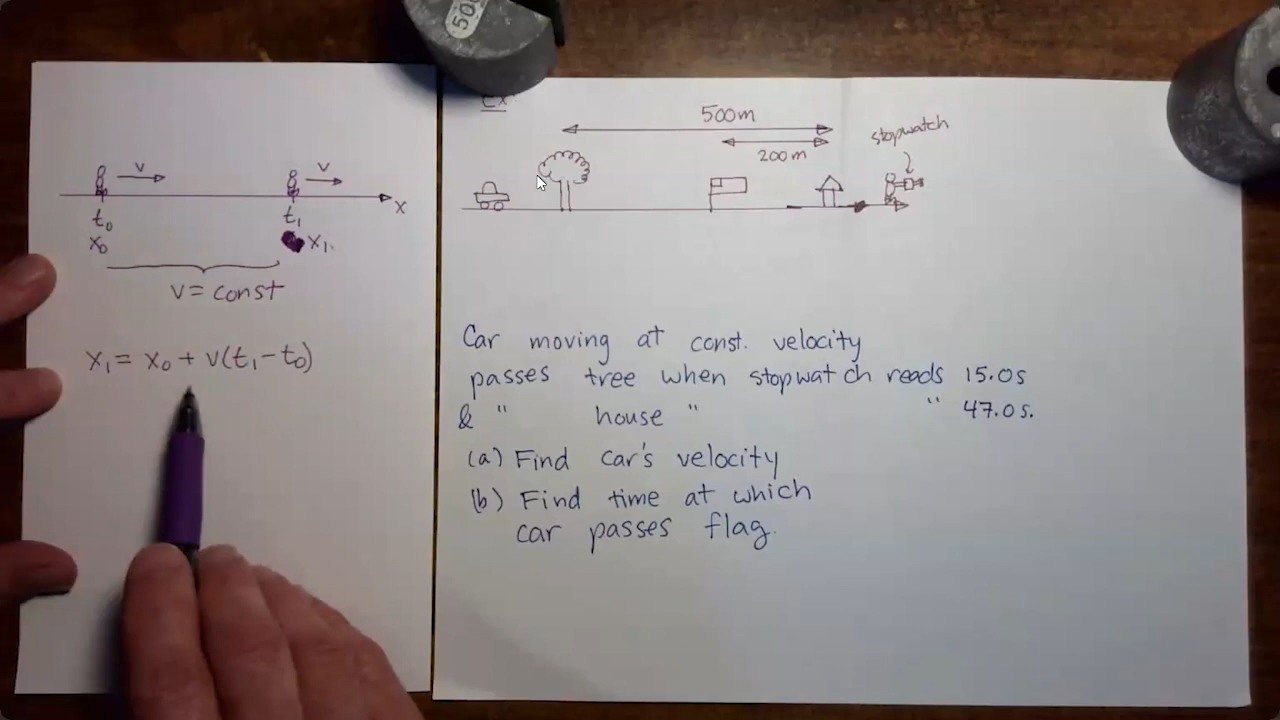 50
v
v
x
t₀
t₁
x₀
x₁
v = const
x₁ = x₀ + v(t₁ - t₀)
Ex
500m
200m
stopwatch
Car moving at const. velocity
passes tree when stopwatch reads 15.0s
& " house " " 47.0s.
(a) Find car's velocity
(b) Find time at which
car passes flag.